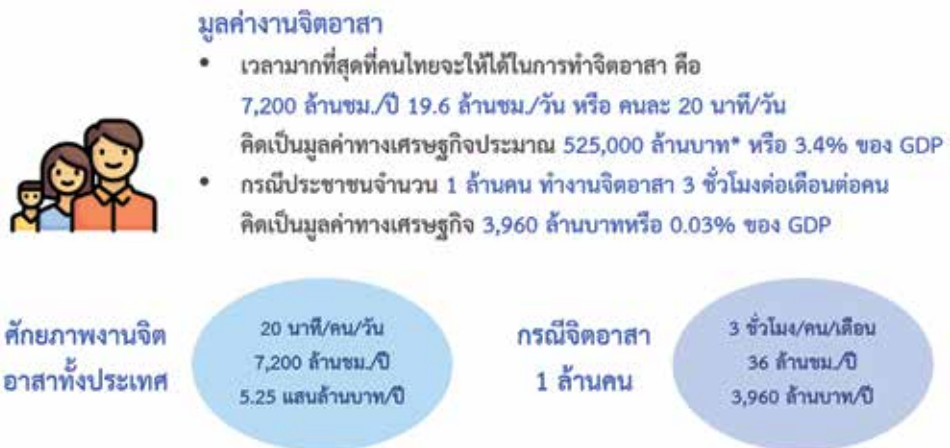 มูลค่างานจิตอาสา
• เวลามากที่สุดที่คนไทยจะให้ได้ในการทำจิตอาสา คือ
7,200 ล้านชม./ปี 19.6 ล้านชม./วัน หรือ คนละ 20 นาที/วัน
คิดเป็นมูลค่าทางเศรษฐกิจประมาณ 525,000 ล้านบาท* หรือ 3.4% ของ GDP
• กรณีประชาชนจำนวน 1 ล้านคน ทำงานจิตอาสา 3 ชั่วโมงต่อเดือนต่อคน
คิดเป็นมูลค่าทางเศรษฐกิจ 3,960 ล้านบาทหรือ 0.03% ของ GDP
ศักยภาพงานจิต
อาสาทั้งประเทศ
20 นาที/คน/วัน
7,200 ล้านชม./ปี
5.25 แสนล้านบาท/ปี
กรณีจิตอาสา
1 ล้านคน
3 ชั่วโมง/คน/เดือน
36 ล้านชม./ปี
3,960 ล้านบาท/ปี